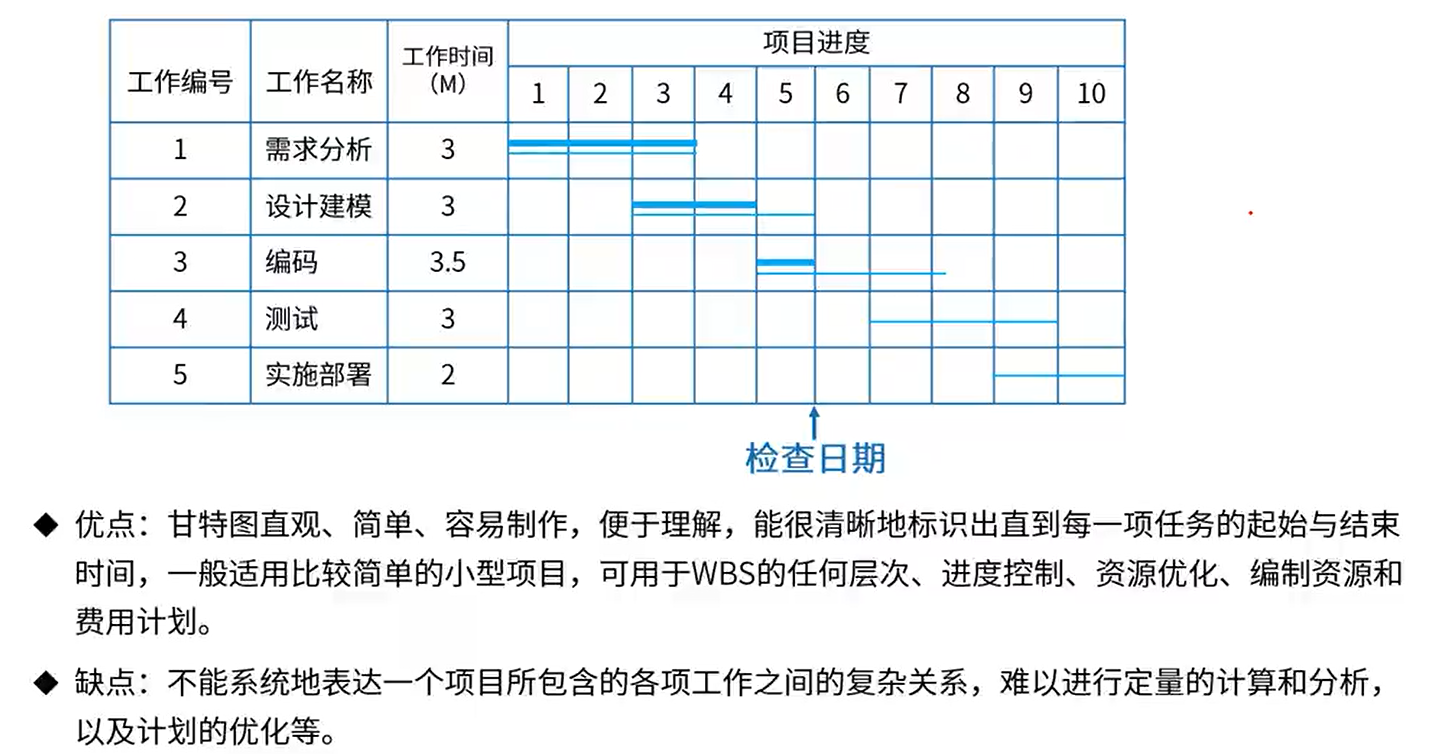 项目进度
工作编号 工作名称 工作时间
（M）
1 2 3 4 5 6 7 8 9 10
1 需求分析 3
2 设计建模 3
3 编码 3.5
4 测试 3
5 实施部署 2
检查日期
◆ 优点：甘特图直观、简单、容易制作，便于理解，能很清晰地标识出直到每一项任务的起始与结束
时间，一般适用比较简单的小型项目，可用于WBS的任何层次、进度控制、资源优化、编制资源和
费用计划。
◆ 缺点：不能系统地表达一个项目所包含的各项工作之间的复杂关系，难以进行定量的计算和分析，
以及计划的优化等。